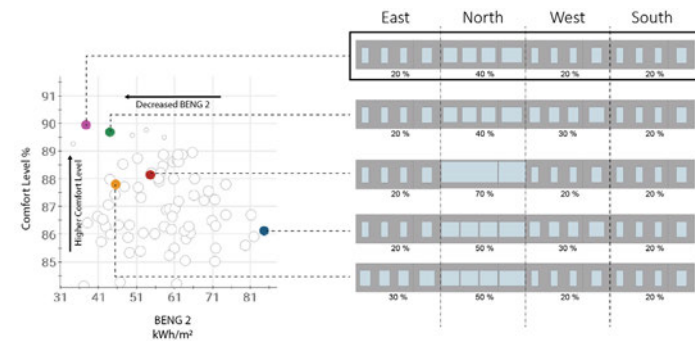 East North West South
20 % 40 % 20 % 20 %
91
Decreased BENG 2
90
20 % 40 % 30 % 20 %
89
Higher Comfort Level
Comfort Level %
88
20 % 70 % 20 % 20 %
87
86
20 % 50 % 30 % 20 %
85
31 41 51 61 71 81
30 % 50 % 20 % 20 %
BENG 2
kWh/m²